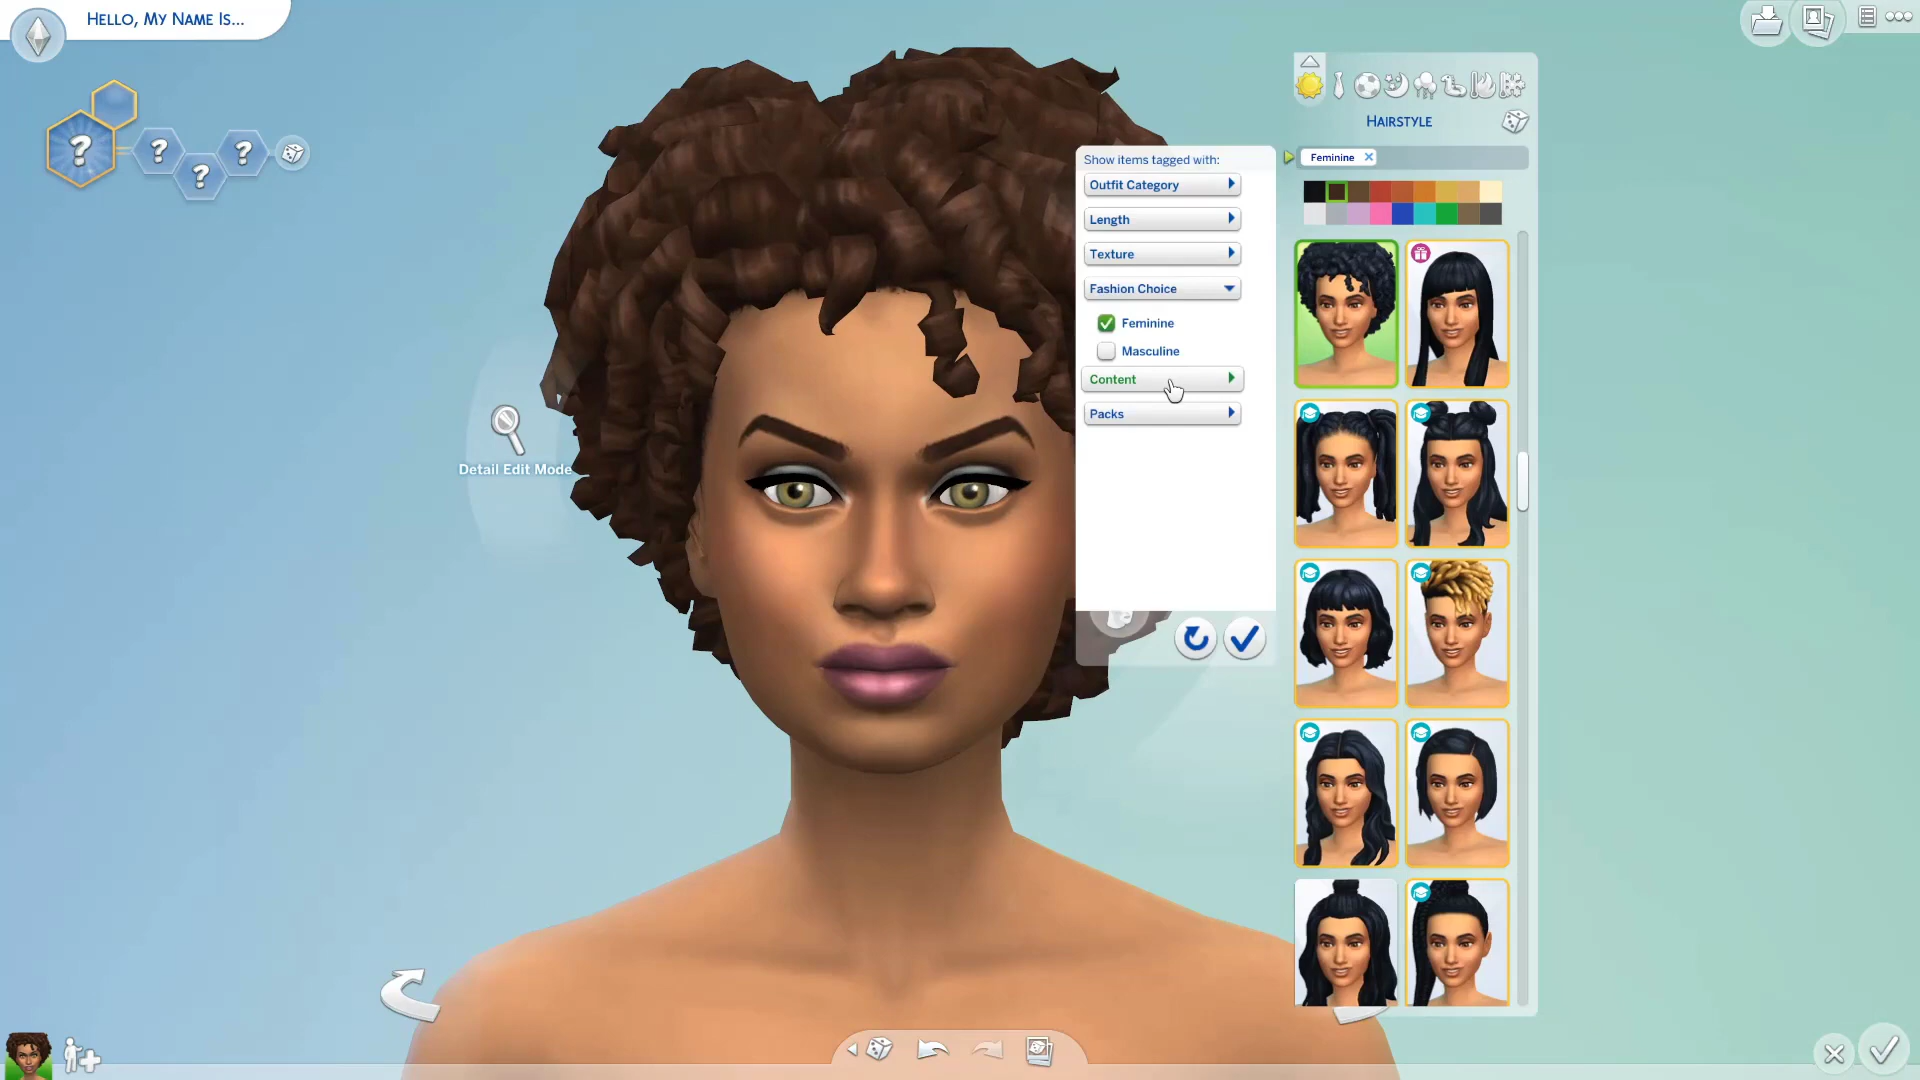 Hello, My Name Is...
Hairstyle
Feminine
Show items tagged with:
Outfit Category
Length
Texture
Fashion Choice
Feminine
Masculine
Content
Packs
Detail Edit Mode